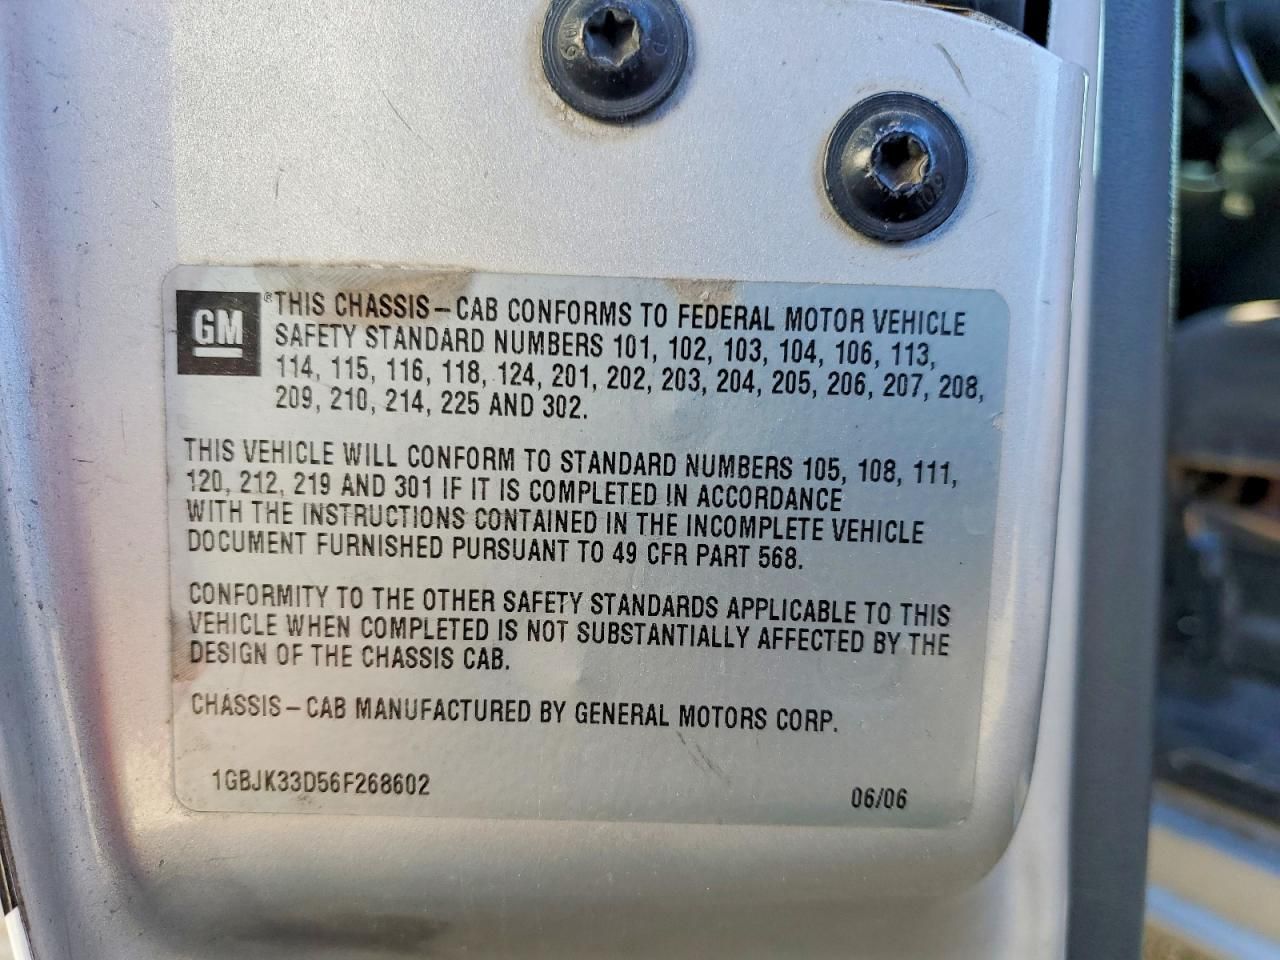 GM
® THIS CHASSIS-CAB CONFORMS TO FEDERAL MOTOR VEHICLE
SAFETY STANDARD NUMBERS 101, 102, 103, 104, 106, 113,
114, 115, 116, 118, 124, 201, 202, 203, 204, 205, 206, 207, 208,
209, 210, 214, 225 AND 302.
THIS VEHICLE WILL CONFORM TO STANDARD NUMBERS 105, 108, 111,
120, 212, 219 AND 301 IF IT IS COMPLETED IN ACCORDANCE
WITH THE INSTRUCTIONS CONTAINED IN THE INCOMPLETE VEHICLE
DOCUMENT FURNISHED PURSUANT TO 49 CFR PART 568.
CONFORMITY TO THE OTHER SAFETY STANDARDS APPLICABLE TO THIS
VEHICLE WHEN COMPLETED IS NOT SUBSTANTIALLY AFFECTED BY THE
DESIGN OF THE CHASSIS CAB.
CHASSIS-CAB MANUFACTURED BY GENERAL MOTORS CORP.
1GBJK33D56F268602
06/06